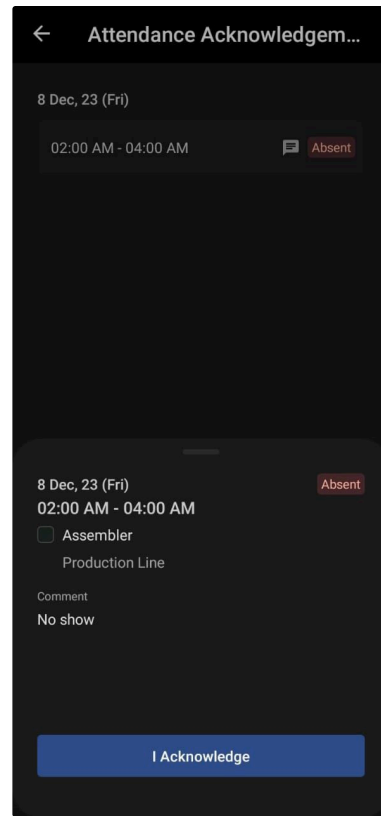 Attendance Acknowledgem...
8 Dec, 23 (Fri)
02:00 AM - 04:00 AM Absent
8 Dec, 23 (Fri) Absent
02:00 AM - 04:00 AM
Assembler
Production Line
Comment
No show
I Acknowledge